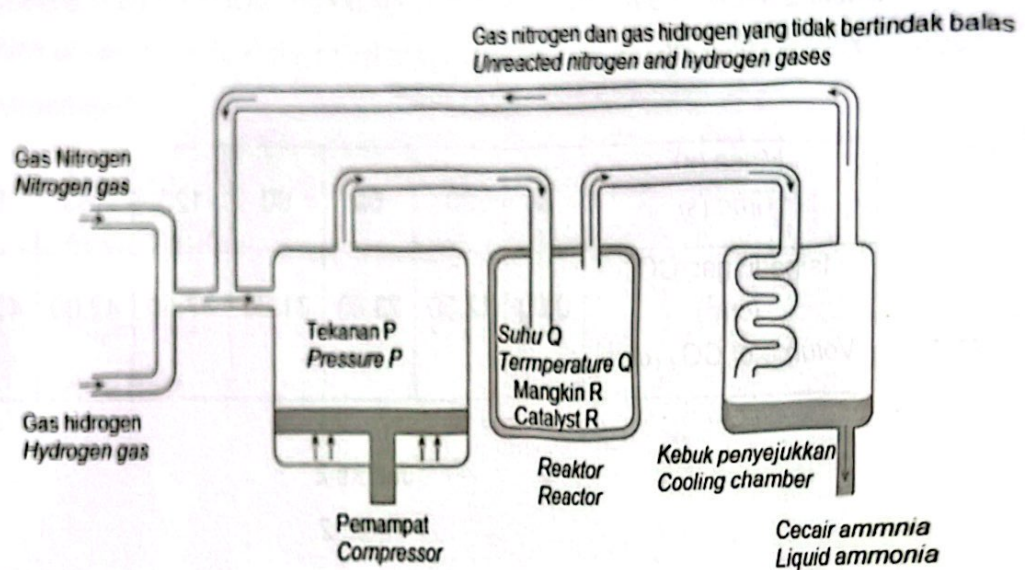 Gas nitrogen dan gas hidrogen yang tidak bertindak balas
Unreacted nitrogen and hydrogen gases
Gas Nitrogen
Nitrogen gas
Tekanan P
Pressure P
Suhu Q
Termperature Q
Mangkin R
Catalyst R
Gas hidrogen
Hydrogen gas
Reaktor
Reactor
Kebuk penyejukkan
Cooling chamber
Pemampat
Compressor
Cecair ammnia
Liquid ammonia